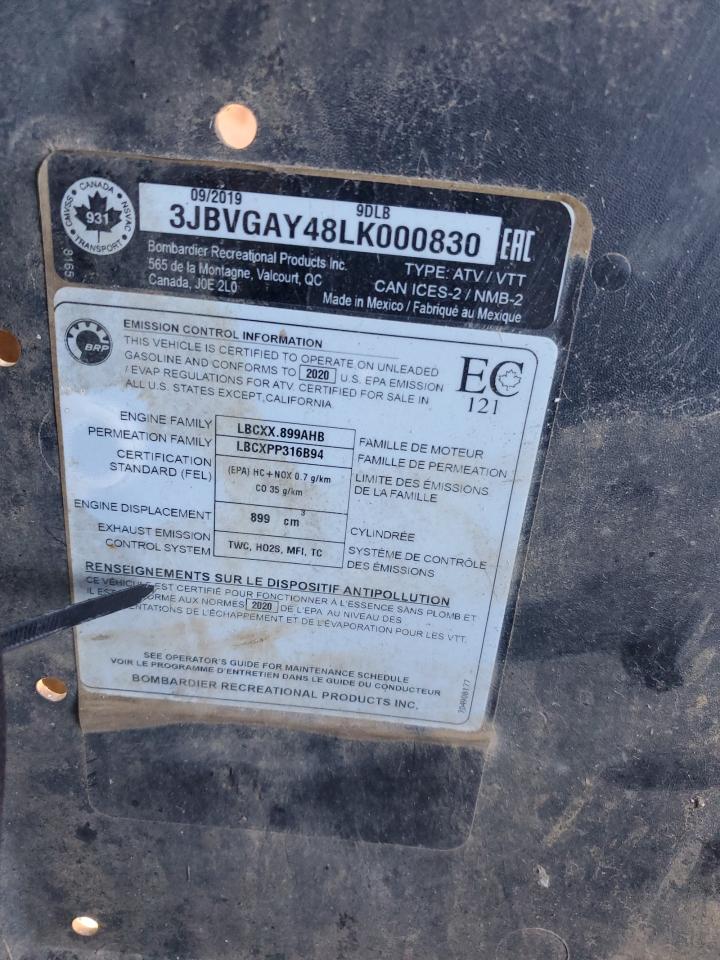 CANADA
CMVSS
NSVAC
931
TRANSPORT
09/2019 9DLB
3JBVGAY48LK000830
EAC
Bombardier Recreational Products Inc.
565 de la Montagne, Valcourt, QC
Canada, J0E 2L0
TYPE: ATV / VTT
CAN ICES-2 / NMB-2
Made in Mexico / Fabriqué au Mexique
BRP
EMISSION CONTROL INFORMATION
THIS VEHICLE IS CERTIFIED TO OPERATE ON UNLEADED
GASOLINE AND CONFORMS TO 2020 U.S. EPA EMISSION
/ EVAP REGULATIONS FOR ATV. CERTIFIED FOR SALE IN
ALL U.S. STATES EXCEPT,CALIFORNIA.
EC
121
ENGINE FAMILY LBCXX.899AHB FAMILLE DE MOTEUR
PERMEATION FAMILY LBCXPP316B94 FAMILLE DE PERMEATION
CERTIFICATION
STANDARD (FEL)
(EPA) HC+NOX 0.7 g/km
CO 35 g/km
LIMITE DES ÉMISSIONS
DE LA FAMILLE
ENGINE DISPLACEMENT 899 cm³ CYLINDRÉE
EXHAUST EMISSION
CONTROL SYSTEM
TWC, HO2S, MFI, TC
SYSTÈME DE CONTRÔLE
DES ÉMISSIONS
RENSEIGNEMENTS SUR LE DISPOSITIF ANTIPOLLUTION
CE VÉHICULE EST CERTIFIÉ POUR FONCTIONNER À L'ESSENCE SANS PLOMB ET
IL EST AUX NORMES 2020 DE L'EPA AU NIVEAU DES
DE L'ÉCHAPPEMENT ET DE L'ÉVAPORATION POUR LES VTT.
SEE OPERATOR'S GUIDE FOR MAINTENANCE SCHEDULE
VOIR LE PROGRAMME D'ENTRETIEN DANS LE GUIDE DU CONDUCTEUR
BOMBARDIER RECREATIONAL PRODUCTS INC.